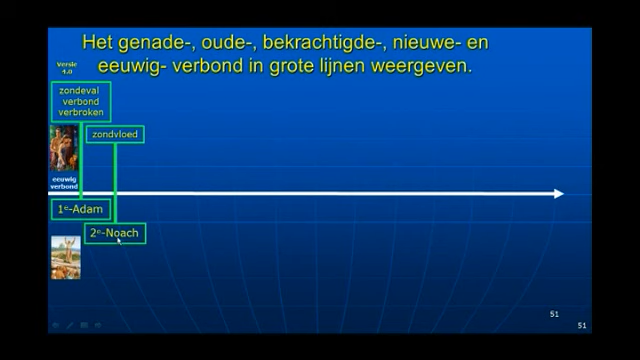 Het genade-, oude-, bekrachtigde-, nieuwe- en
eeuwig- verbond in grote lijnen weergeven.
Versie
4.0
zondeval
verbond
verbroken
zondvloed
eeuwig
verbond
1e-Adam
2e-Noach
51
51